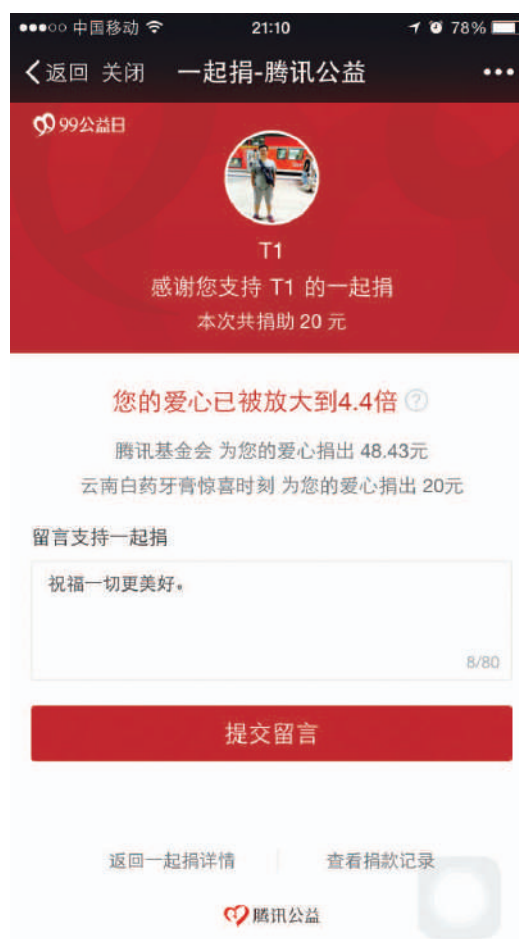 中国移动 21:10 78%
返回 关闭 一起捐-腾讯公益
99公益日
T1
感谢您支持 T1 的一起捐
本次共捐助 20 元
您的爱心已被放大到4.4倍 ?
腾讯基金会 为您的爱心捐出 48.43元
云南白药牙膏惊喜时刻 为您的爱心捐出 20元
留言支持一起捐
祝福一切更美好。
8/80
提交留言
返回一起捐详情 查看捐款记录
腾讯公益